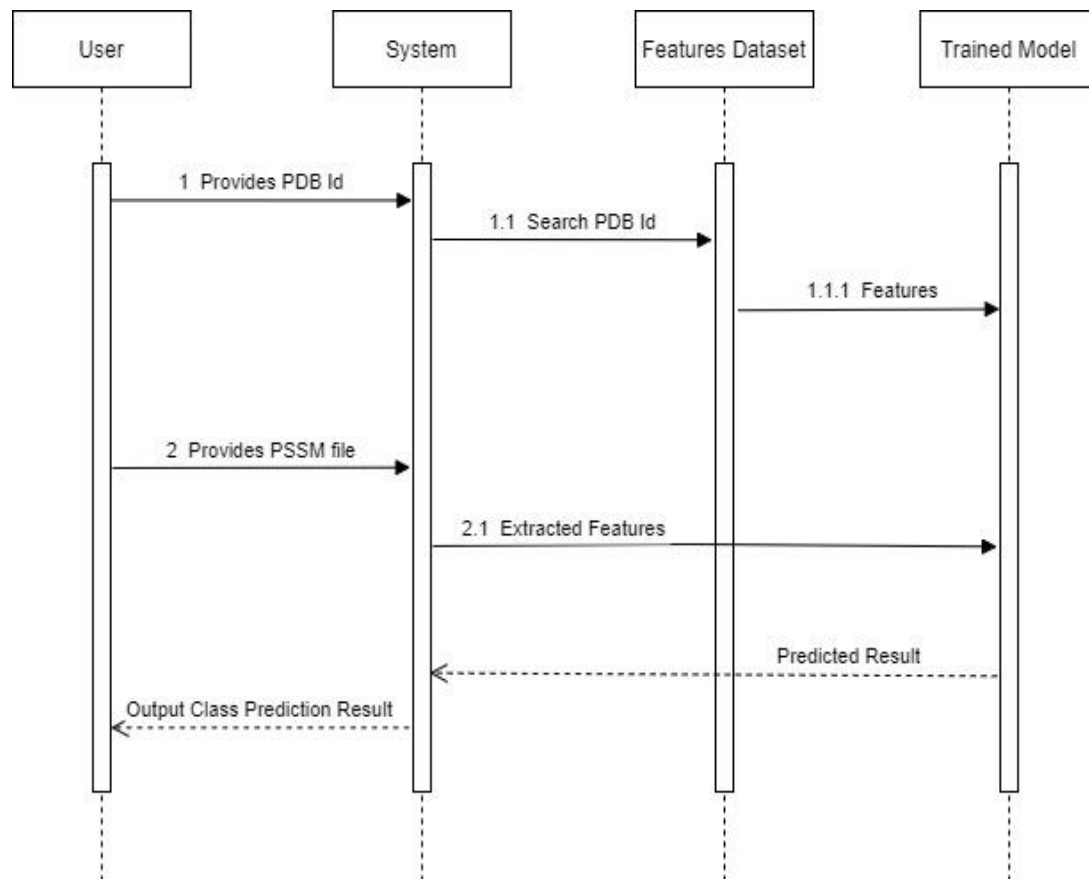 User
System
Features Dataset
Trained Model
1 Provides PDB Id
1.1 Search PDB Id
1.1.1 Features
2 Provides PSSM file
2.1 Extracted Features
Predicted Result
Output Class Prediction Result